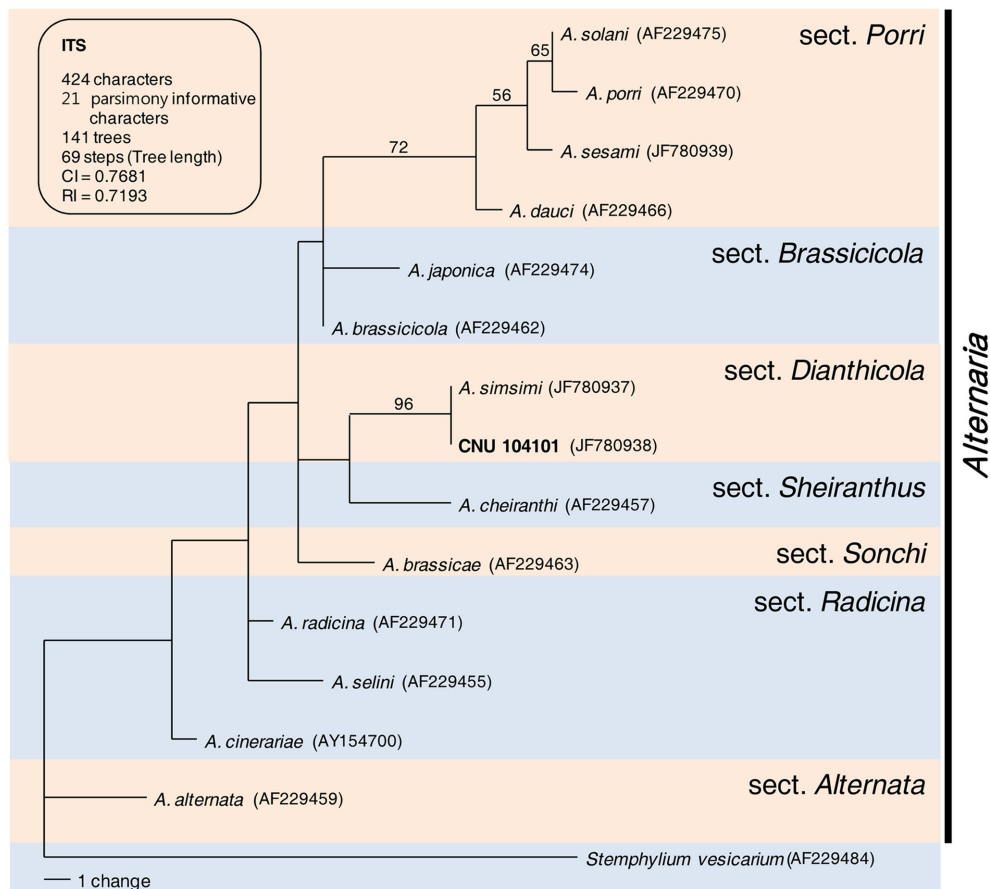 ITS
424 characters
21 parsimony informative
characters
141 trees
69 steps (Tree length)
CI = 0.7681
RI = 0.7193
sect. Porri
A. solani (AF229475)
65
A. porri (AF229470)
56
A. sesami (JF780939)
72
A. dauci (AF229466)
sect. Brassicicola
A. japonica (AF229474)
A. brassicicola (AF229462)
sect. Dianthicola
A. simsimi (JF780937)
96
CNU 104101 (JF780938)
sect. Sheiranthus
A. cheiranthi (AF229457)
sect. Sonchi
A. brassicae (AF229463)
sect. Radicina
A. radicina (AF229471)
A. selini (AF229455)
A. cinerariae (AY154700)
sect. Alternata
A. alternata (AF229459)
Stemphylium vesicarium (AF229484)
1 change
Alternaria